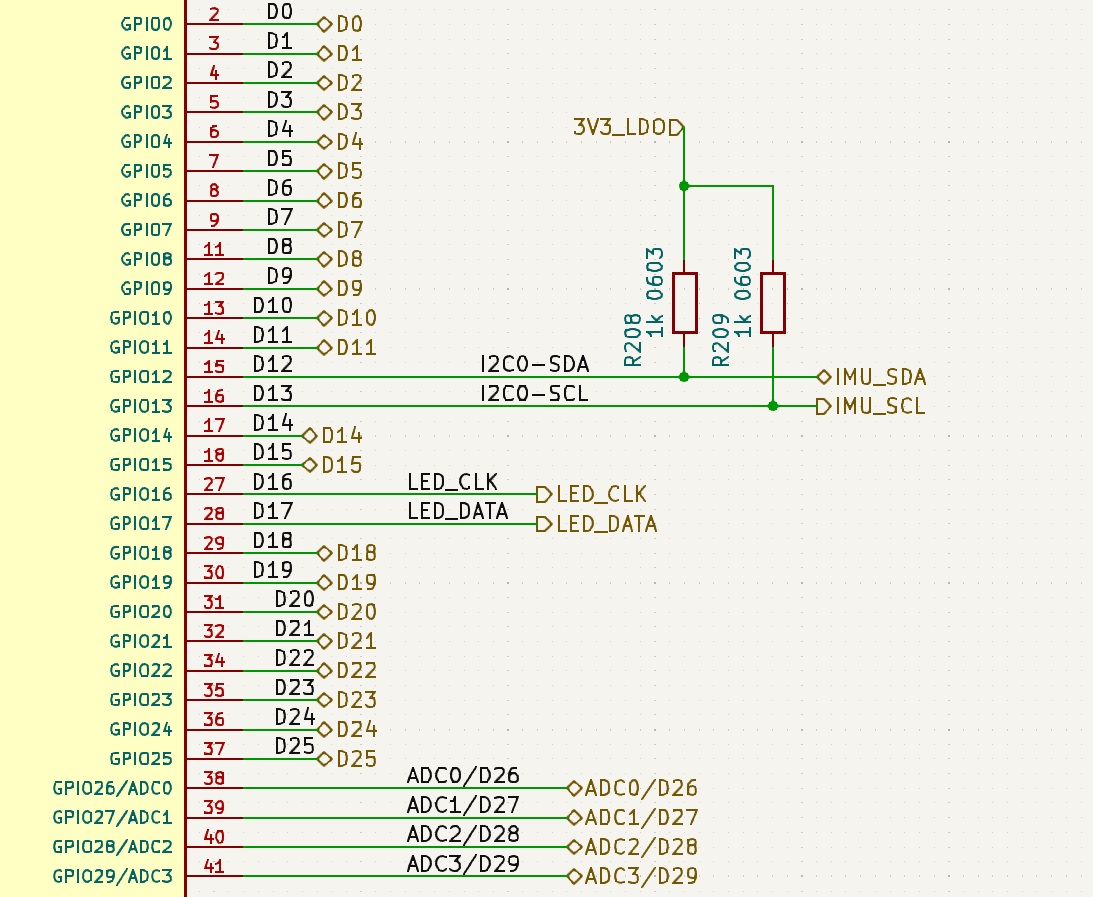 GPIO0 2 D0 D0
GPIO1 3 D1 D1
GPIO2 4 D2 D2
GPIO3 5 D3 D3
3V3_LDO
GPIO4 6 D4 D4
GPIO5 7 D5 D5
GPIO6 8 D6 D6
GPIO7 9 D7 D7
GPIO8 11 D8 D8
GPIO9 12 D9 D9
GPIO10 13 D10 D10
GPIO11 14 D11 D11
R208
1k 0603
R209
1k 0603
GPIO12 15 D12 I2C0-SDA IMU_SDA
GPIO13 16 D13 I2C0-SCL IMU_SCL
GPIO14 17 D14 D14
GPIO15 18 D15 D15
GPIO16 27 D16 LED_CLK LED_CLK
GPIO17 28 D17 LED_DATA LED_DATA
GPIO18 29 D18 D18
GPIO19 30 D19 D19
GPIO20 31 D20 D20
GPIO21 32 D21 D21
GPIO22 34 D22 D22
GPIO23 35 D23 D23
GPIO24 36 D24 D24
GPIO25 37 D25 D25
GPIO26/ADC0 38 ADC0/D26 ADC0/D26
GPIO27/ADC1 39 ADC1/D27 ADC1/D27
GPIO28/ADC2 40 ADC2/D28 ADC2/D28
GPIO29/ADC3 41 ADC3/D29 ADC3/D29